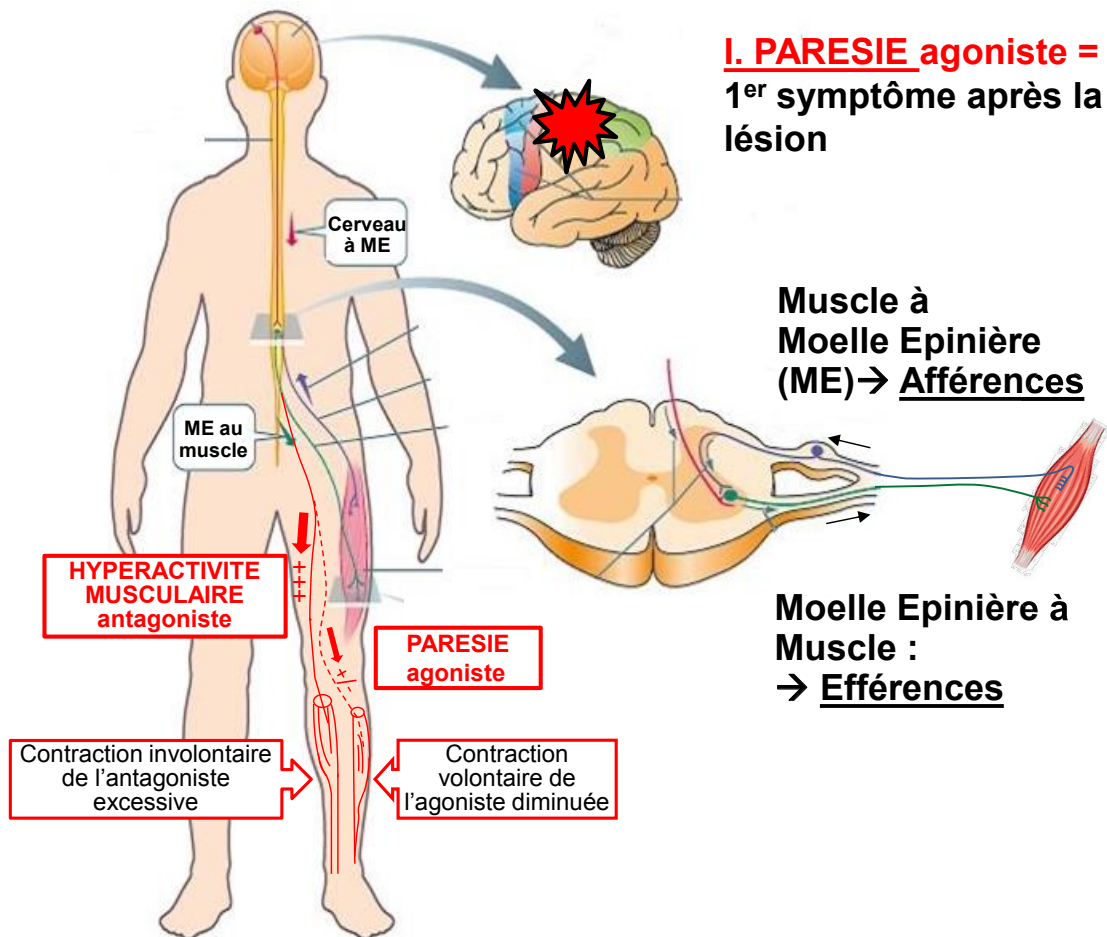 I. PARESIE agoniste =
1er symptôme après la
lésion
Cerveau
à ME
Muscle à
Moelle Epinière
(ME)→ Afférences
ME au
muscle
HYPERACTIVITE
MUSCULAIRE
antagoniste
+++
PARESIE
agoniste
+/-
Moelle Epinière à
Muscle :
→ Efférences
Contraction involontaire
de l’antagoniste
excessive
Contraction
volontaire de
l’agoniste diminuée